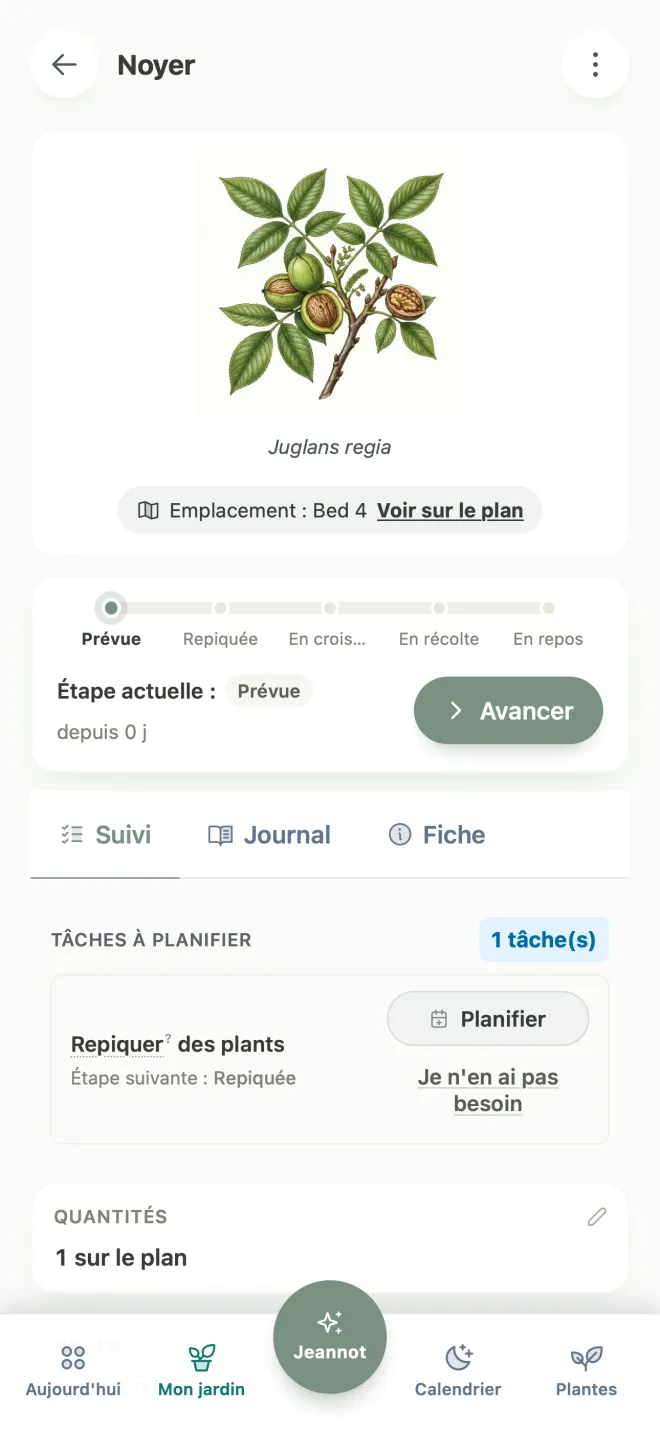 Noyer
Juglans regia
Emplacement : Bed 4 Voir sur le plan
Prévue
Repiquée
En crois...
En récolte
En repos
Étape actuelle : Prévue
depuis 0 j
Avancer
Suivi
Journal
Fiche
TÂCHES À PLANIFIER
1 tâche(s)
Repiquer? des plants
Étape suivante : Repiquée
Planifier
Je n'en ai pas
besoin
QUANTITÉS
1 sur le plan
Jeannot
Aujourd'hui
Mon jardin
Calendrier
Plantes